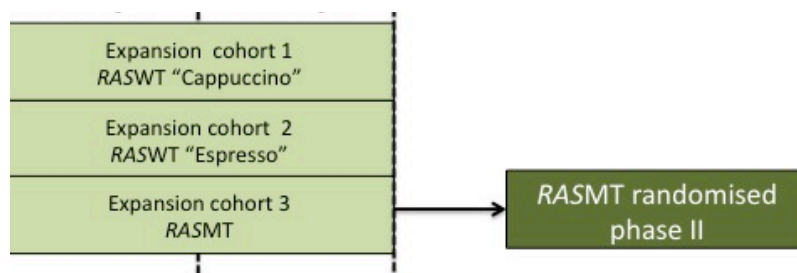 Expansion cohort 1
RASWT “Cappuccino”
Expansion cohort 2
RASWT “Espresso”
Expansion cohort 3
RASMT
RASMT randomised
phase II